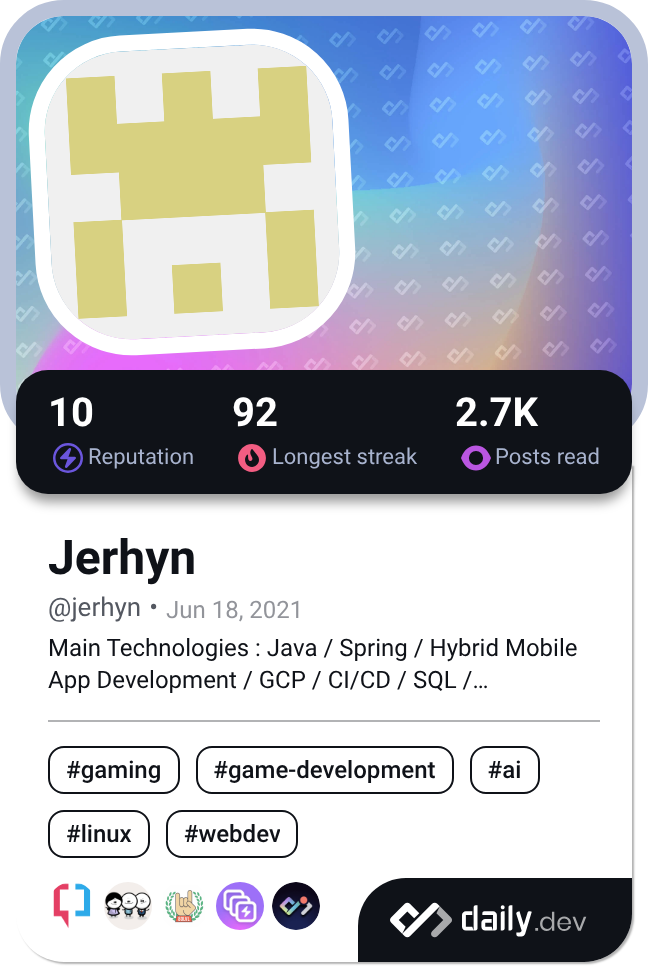 10 92 2.7K
Reputation Longest streak Posts read
Jerhyn
@jerhyn • Jun 18, 2021
Main Technologies : Java / Spring / Hybrid Mobile
App Development / GCP / CI/CD / SQL /...
#gaming #game-development #ai
#linux #webdev
daily.dev